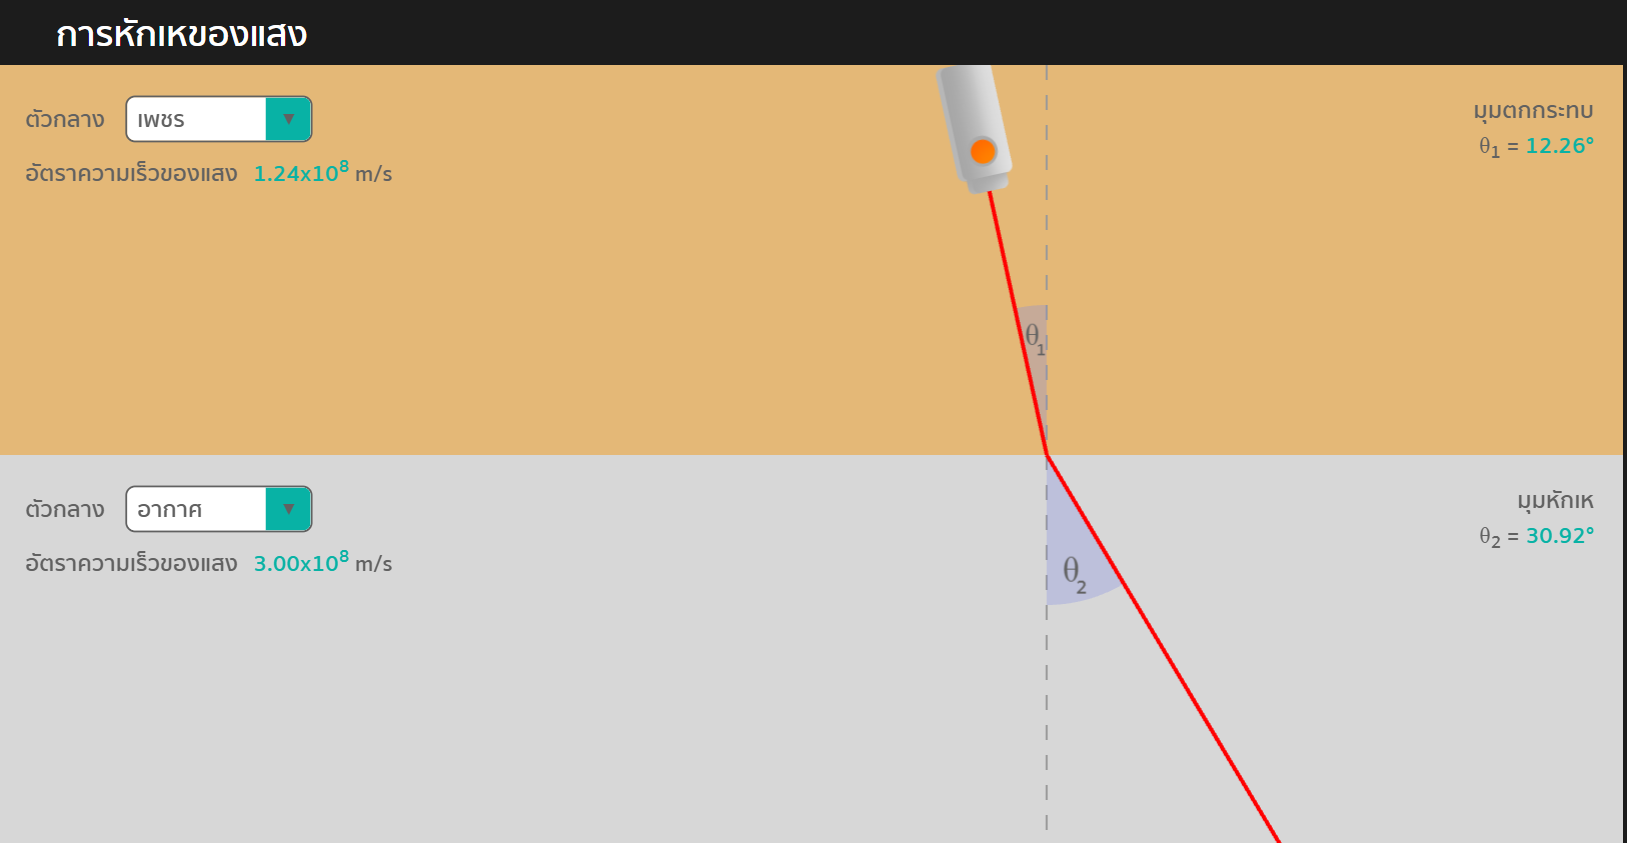 การหักเหของแสง
ตัวกลาง เพชร
อัตราความเร็วของแสง 1.24x10⁸ m/s
มุมตกกระทบ
θ₁ = 12.26°
θ₁
ตัวกลาง อากาศ
อัตราความเร็วของแสง 3.00x10⁸ m/s
มุมหักเห
θ₂ = 30.92°
θ₂